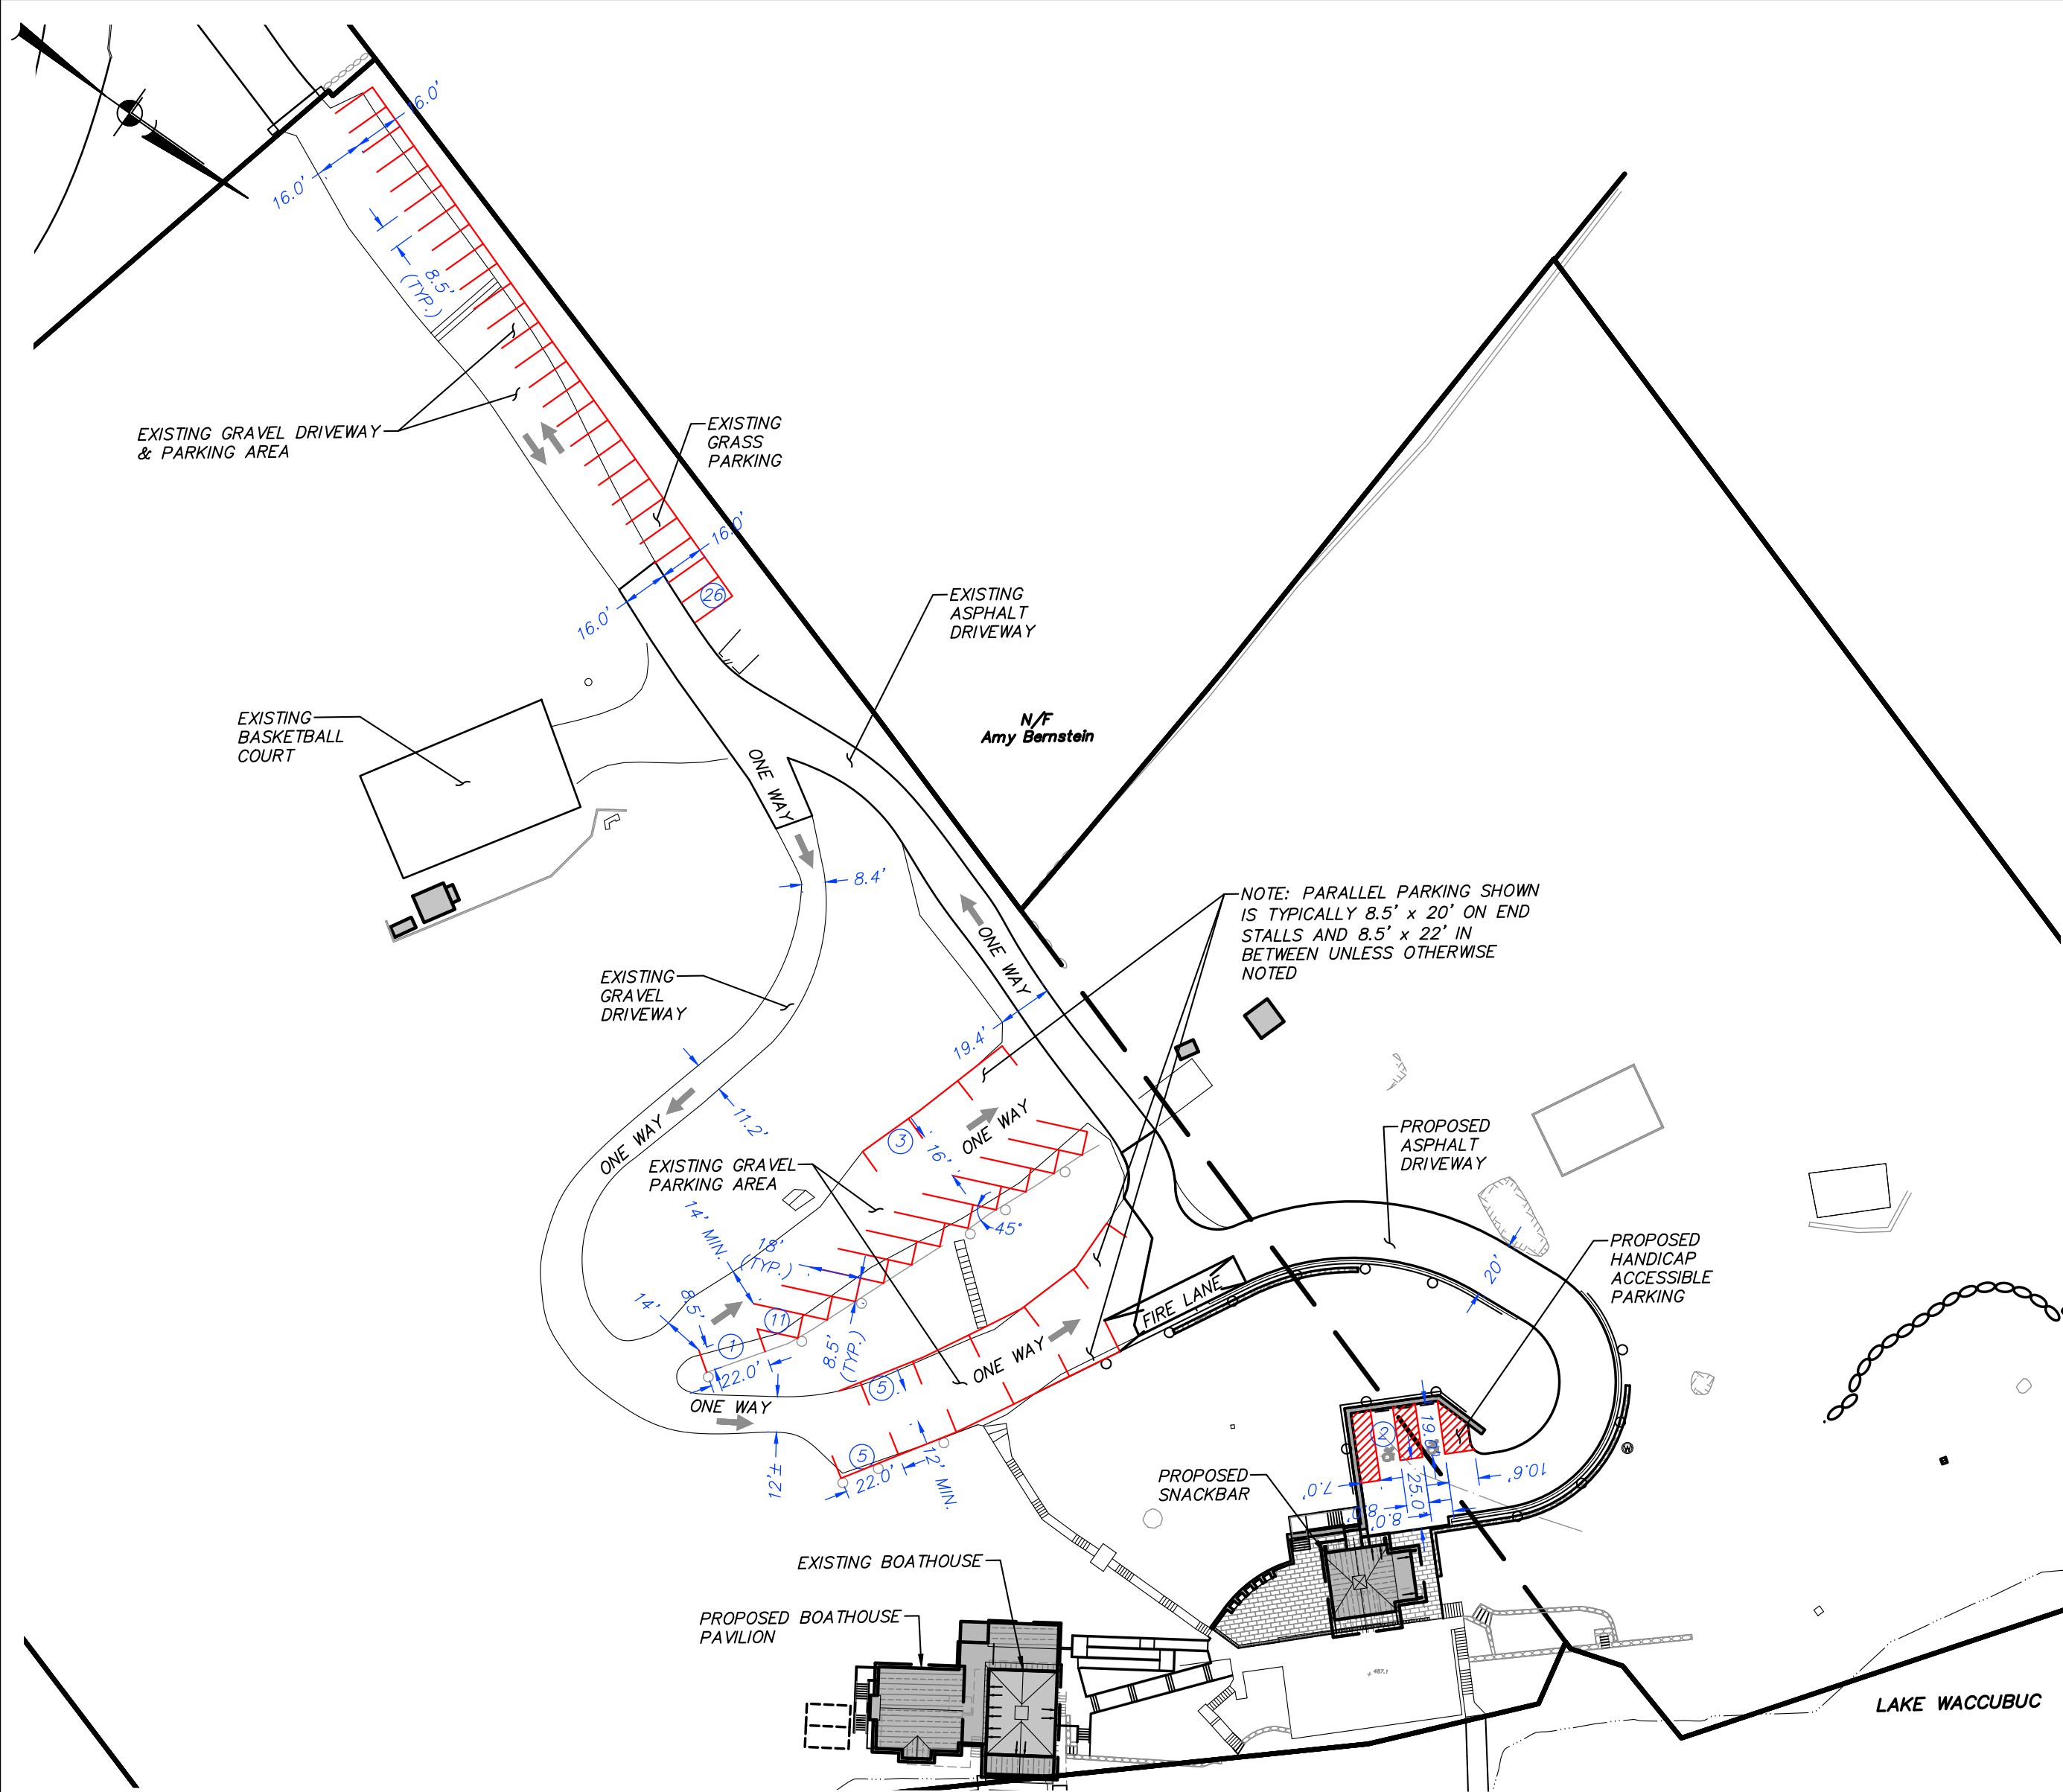 16.0'
16.0'
8.5'
(TYP.)
EXISTING GRAVEL DRIVEWAY
& PARKING AREA
EXISTING
GRASS
PARKING
16.0'
26
16.0'
EXISTING
ASPHALT
DRIVEWAY
EXISTING
BASKETBALL
COURT
N/F
Amy Bernstein
ONE WAY
8.4'
NOTE: PARALLEL PARKING SHOWN
IS TYPICALLY 8.5' x 20' ON END
STALLS AND 8.5' x 22' IN
BETWEEN UNLESS OTHERWISE
NOTED
ONE WAY
EXISTING
GRAVEL
DRIVEWAY
19.4'
11.2'
ONE WAY
3
16'
ONE WAY
EXISTING GRAVEL
PARKING AREA
PROPOSED
ASPHALT
DRIVEWAY
14' MIN.
18'
(TYP.)
45°
PROPOSED
HANDICAP
ACCESSIBLE
PARKING
20'
FIRE LANE
14'
8.5'
11
1
8.5'
(TYP.)
22.0'
ONE WAY
5
ONE WAY
2
19.0'
5
22.0'
12' MIN.
12'±
W
10.6'
7.0'
25.0'
8.0'
8.0'
PROPOSED
SNACKBAR
EXISTING BOATHOUSE
PROPOSED BOATHOUSE
PAVILION
487.1
LAKE WACCUBUC